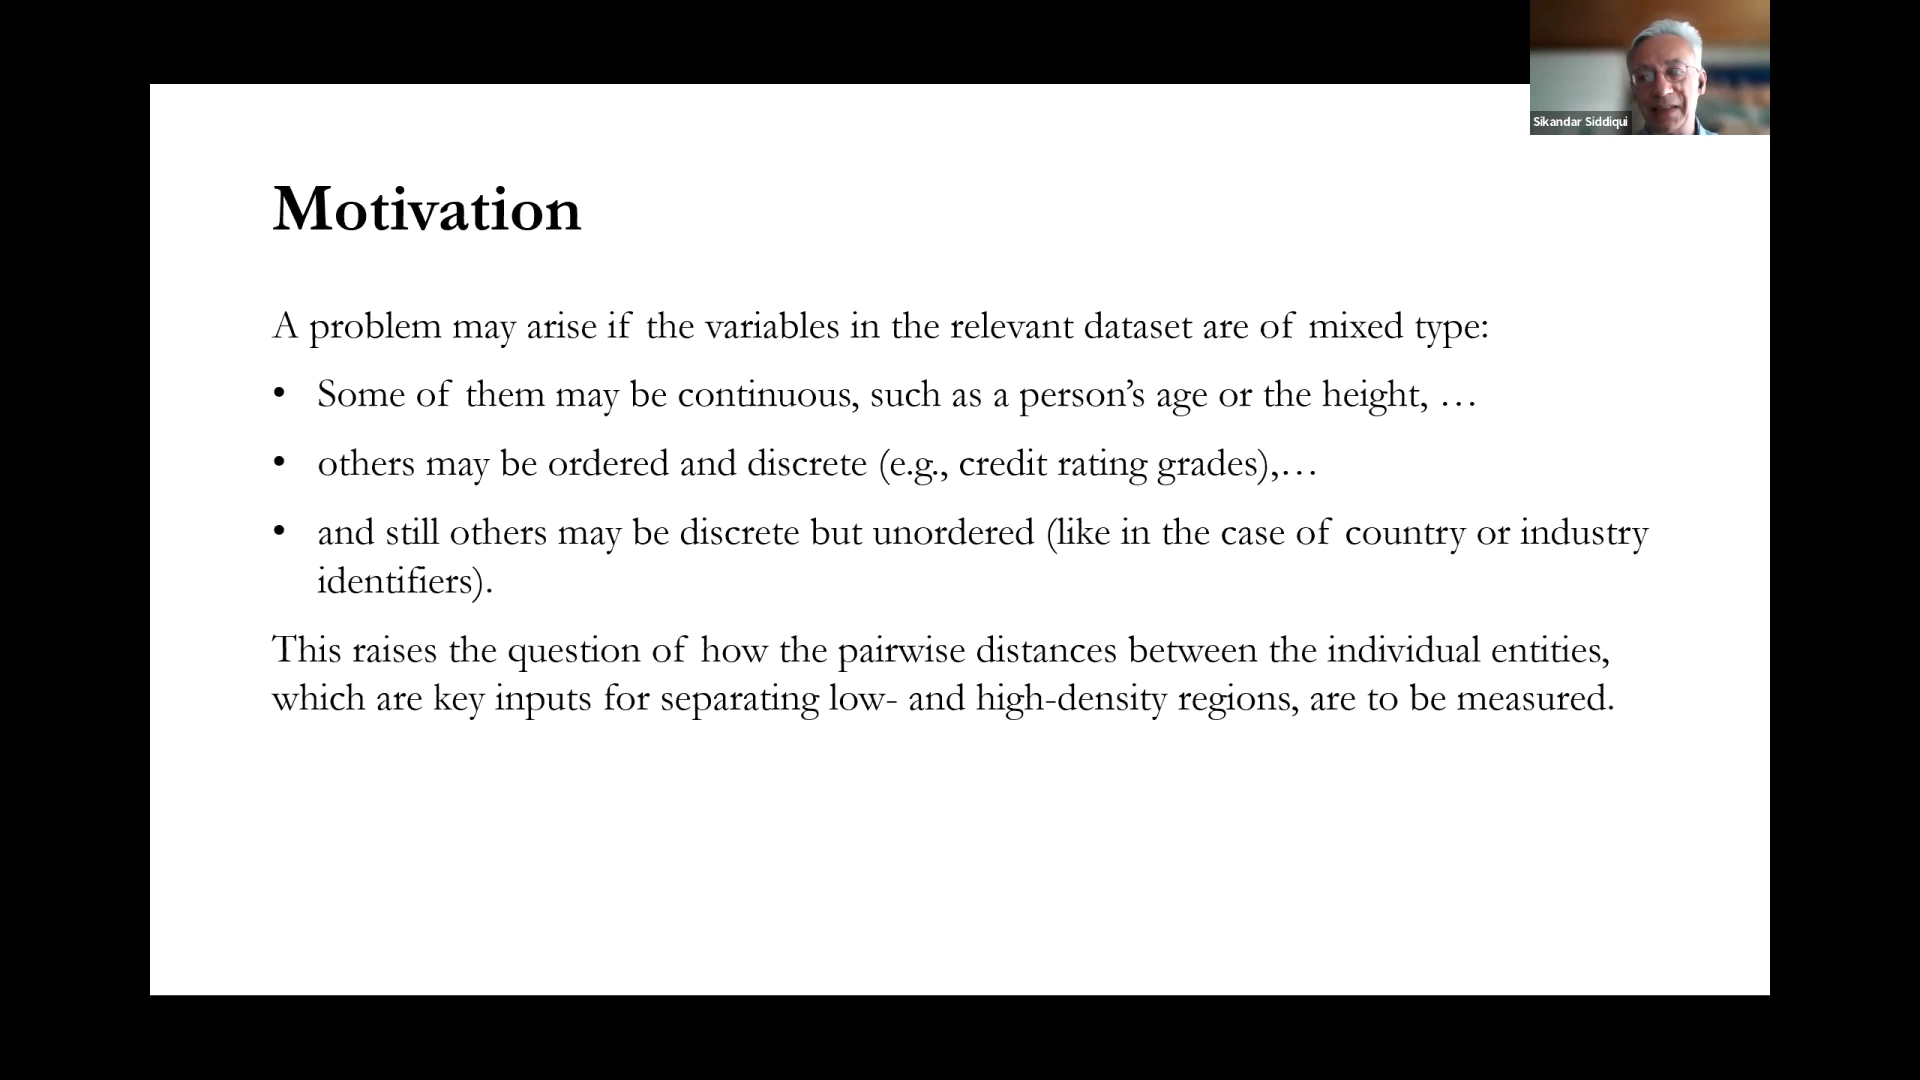 Sikandar Siddiqui
Motivation
A problem may arise if the variables in the relevant dataset are of mixed type:
• Some of them may be continuous, such as a person’s age or the height, …
• others may be ordered and discrete (e.g., credit rating grades),…
• and still others may be discrete but unordered (like in the case of country or industry
identifiers).
This raises the question of how the pairwise distances between the individual entities,
which are key inputs for separating low- and high-density regions, are to be measured.